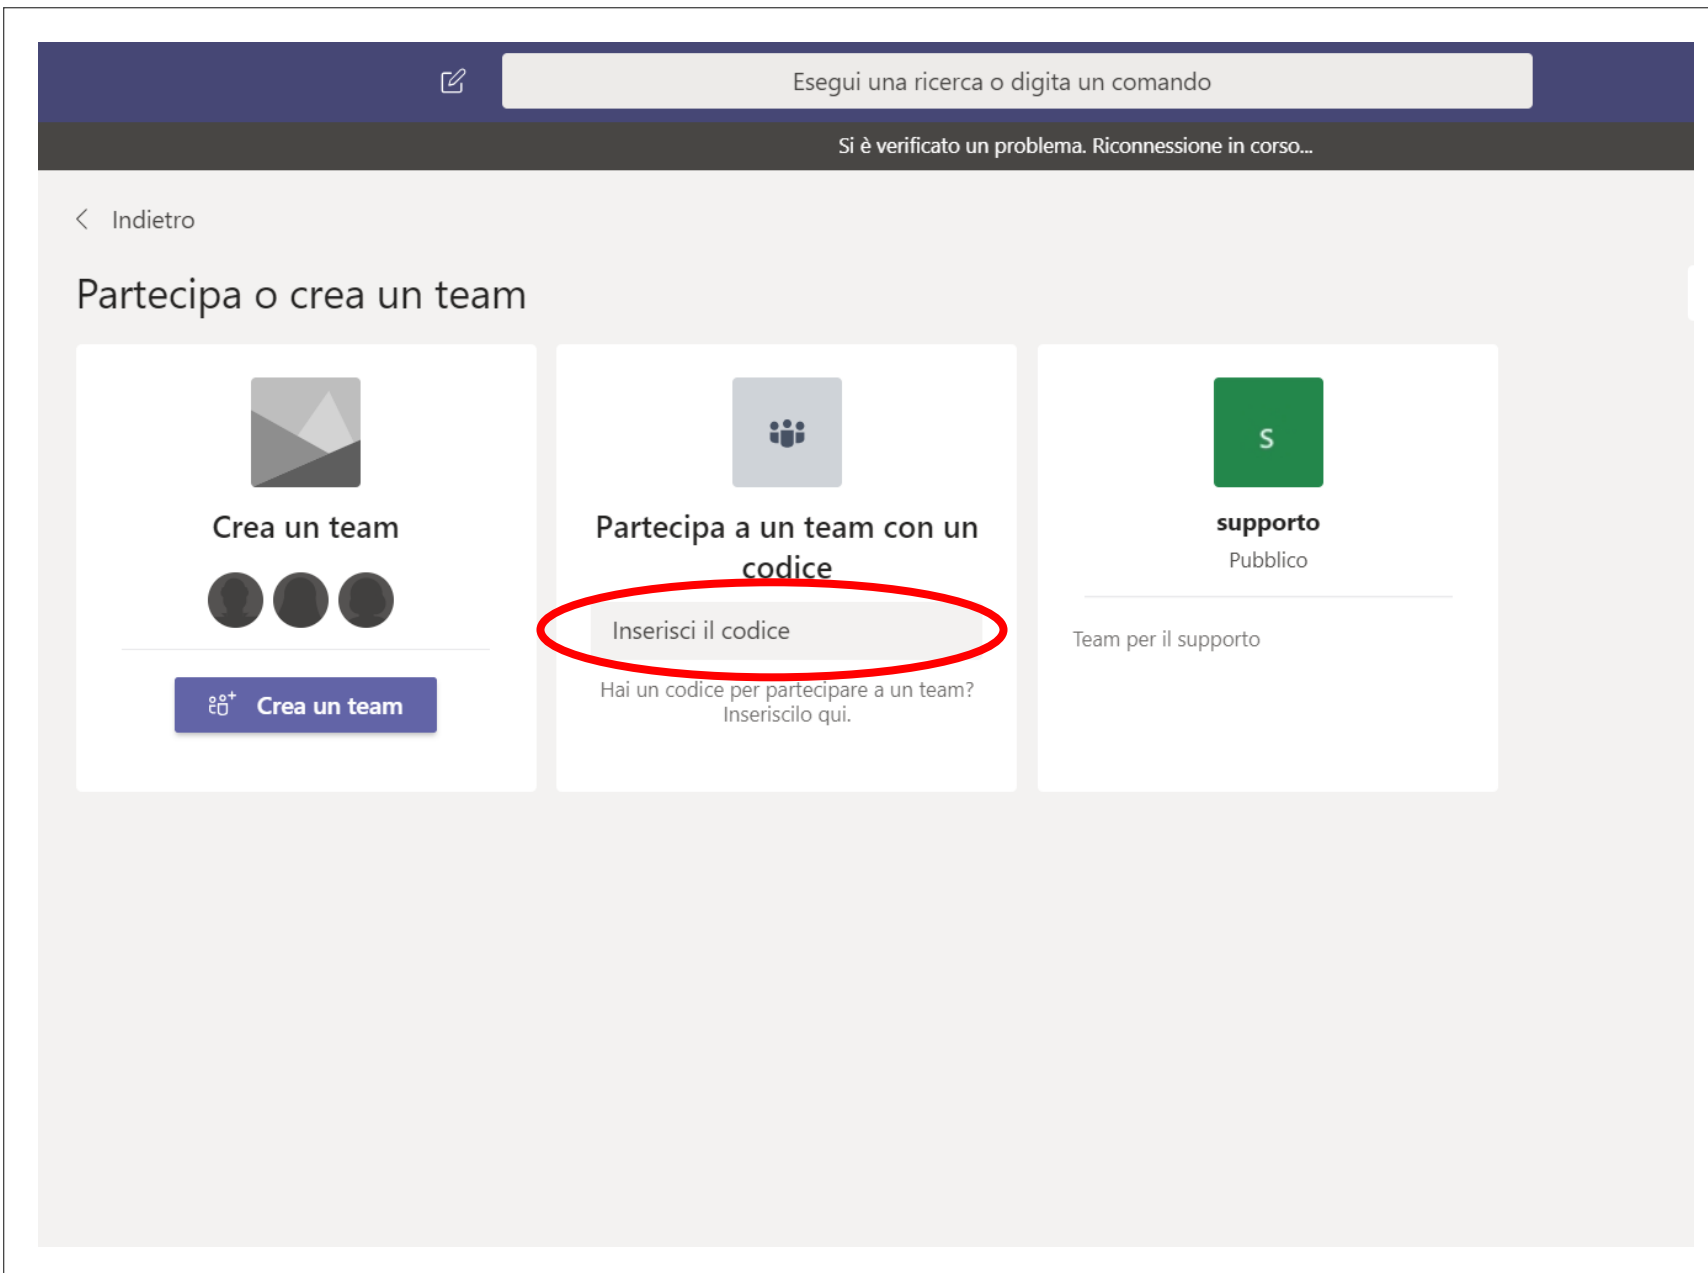 Esegui una ricerca o digita un comando
Si è verificato un problema. Riconnessione in corso...
Indietro
Partecipa o crea un team
Crea un team
Crea un team
Partecipa a un team con un
codice
Inserisci il codice
Hai un codice per partecipare a un team?
Inseriscilo qui.
s
supporto
Pubblico
Team per il supporto